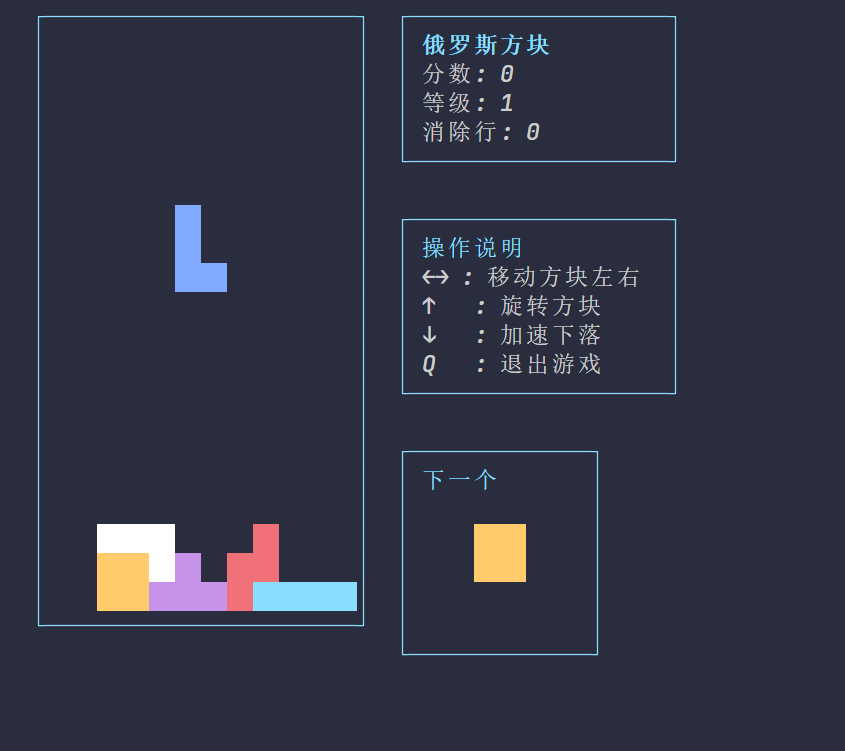 俄罗斯方块
分数: 0
等级: 1
消除行: 0
操作说明
←→ : 移动方块左右
↑ : 旋转方块
↓ : 加速下落
Q : 退出游戏
下一个